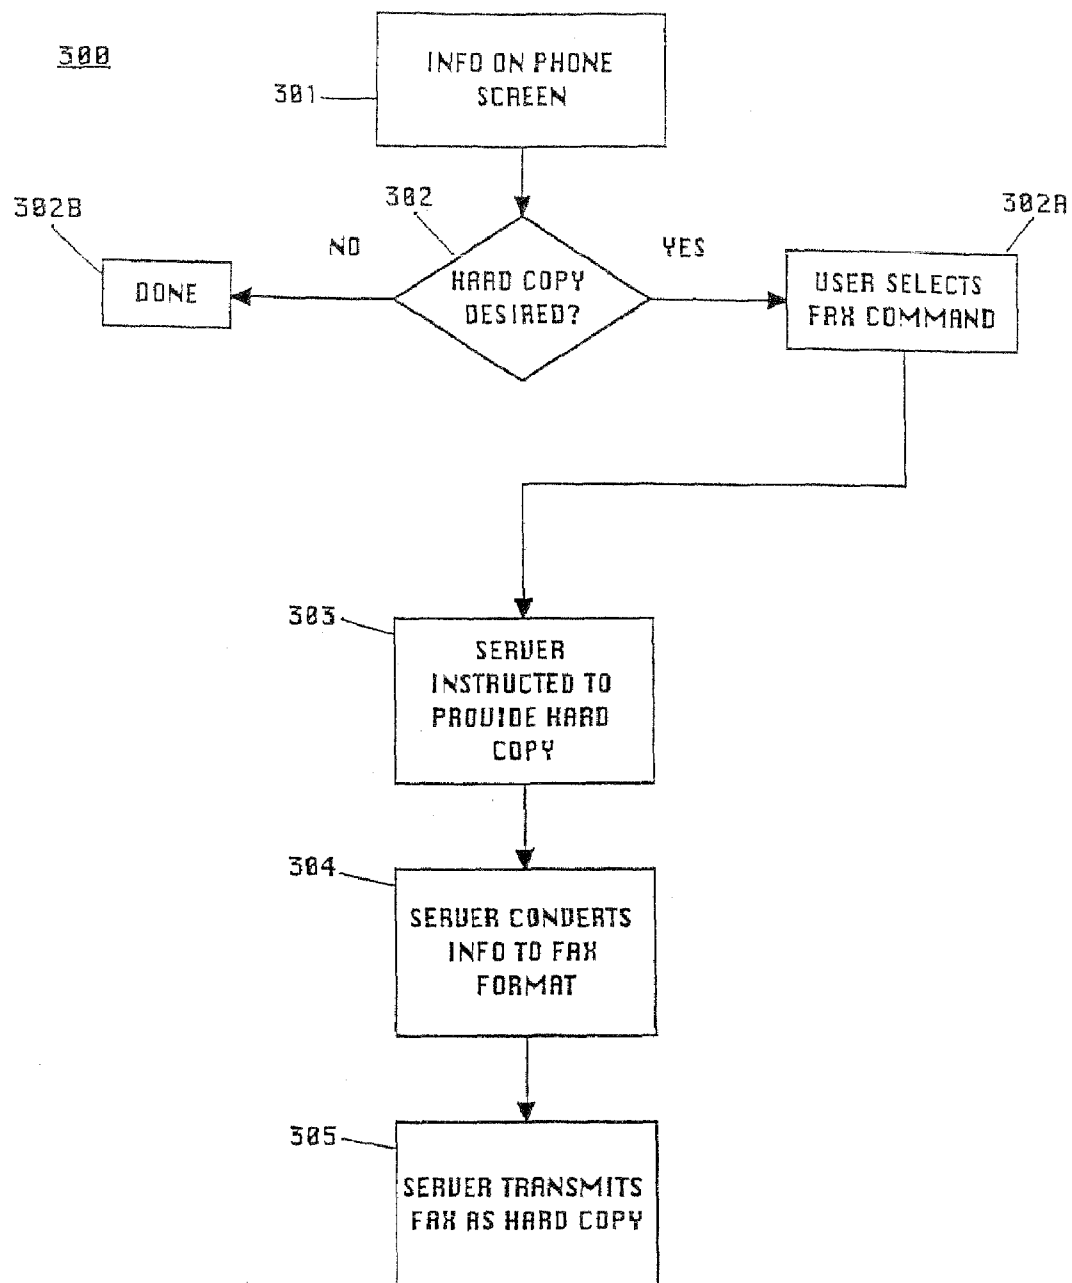 300
INFO ON PHONE
SCREEN
301
302
302B
302A
NO
YES
DONE
HARD COPY
DESIRED?
USER SELECTS
FAX COMMAND
303
SERVER
INSTRUCTED TO
PROVIDE HARD
COPY
304
SERVER CONVERTS
INFO TO FAX
FORMAT
305
SERVER TRANSMITS
FAX AS HARD COPY